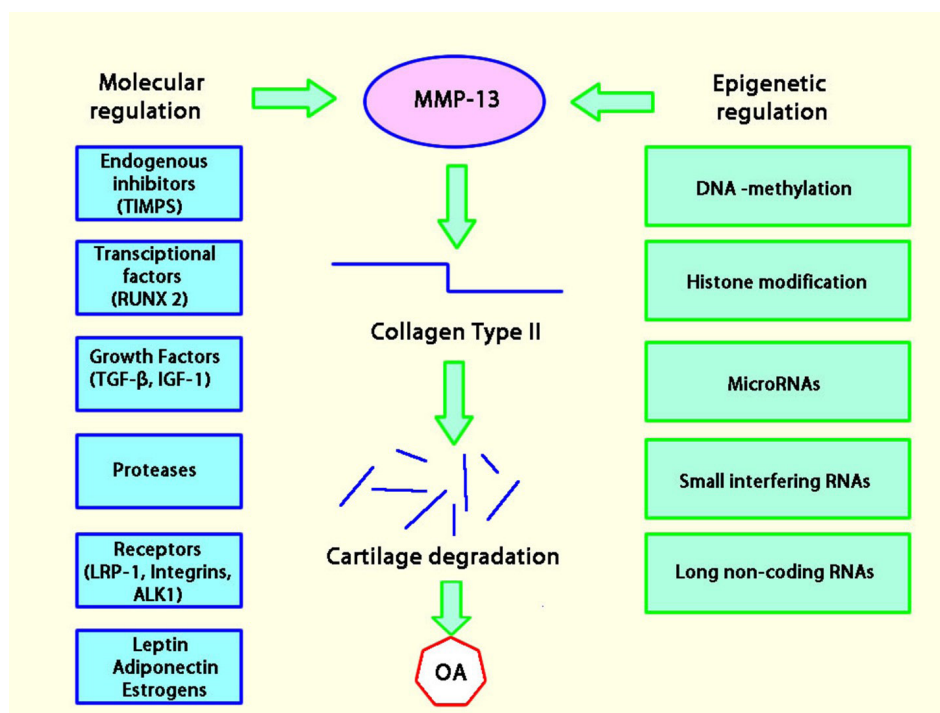 Molecular
regulation
MMP-13
Epigenetic
regulation
Endogenous
inhibitors
(TIMPS)
Transciptional
factors
(RUNX 2)
Growth Factors
(TGF-β, IGF-1)
Proteases
Receptors
(LRP-1, Integrins,
ALK1)
Leptin
Adiponectin
Estrogens
Collagen Type II
Cartilage degradation
OA
DNA -methylation
Histone modification
MicroRNAs
Small interfering RNAs
Long non-coding RNAs